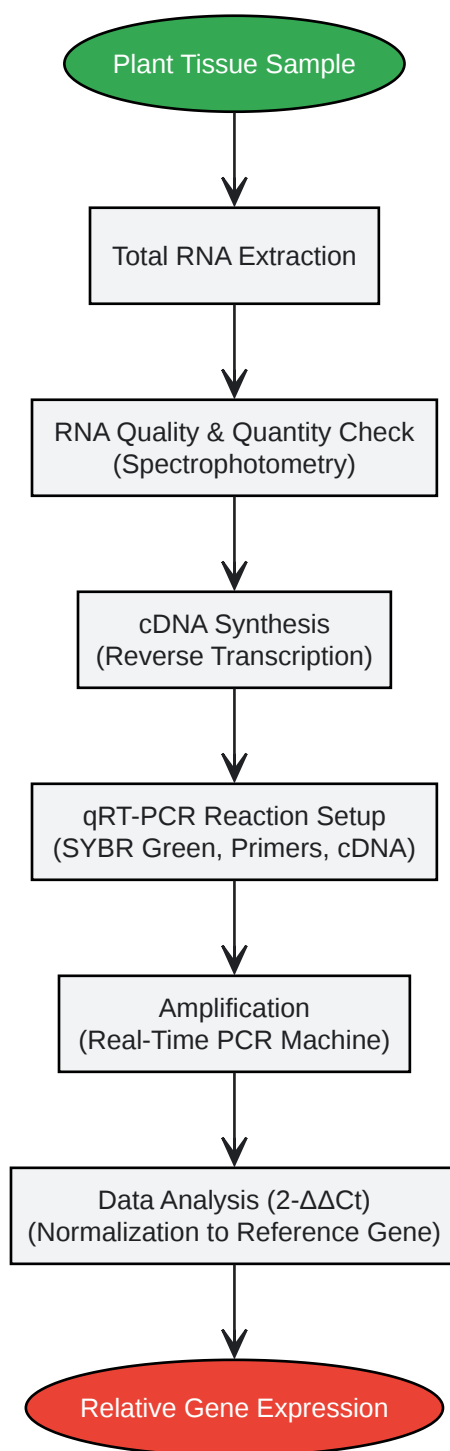 Plant Tissue Sample
Total RNA Extraction
RNA Quality & Quantity Check
(Spectrophotometry)
cDNA Synthesis
(Reverse Transcription)
qRT-PCR Reaction Setup
(SYBR Green, Primers, cDNA)
Amplification
(Real-Time PCR Machine)
Data Analysis (2-ΔΔCt)
(Normalization to Reference Gene)
Relative Gene Expression